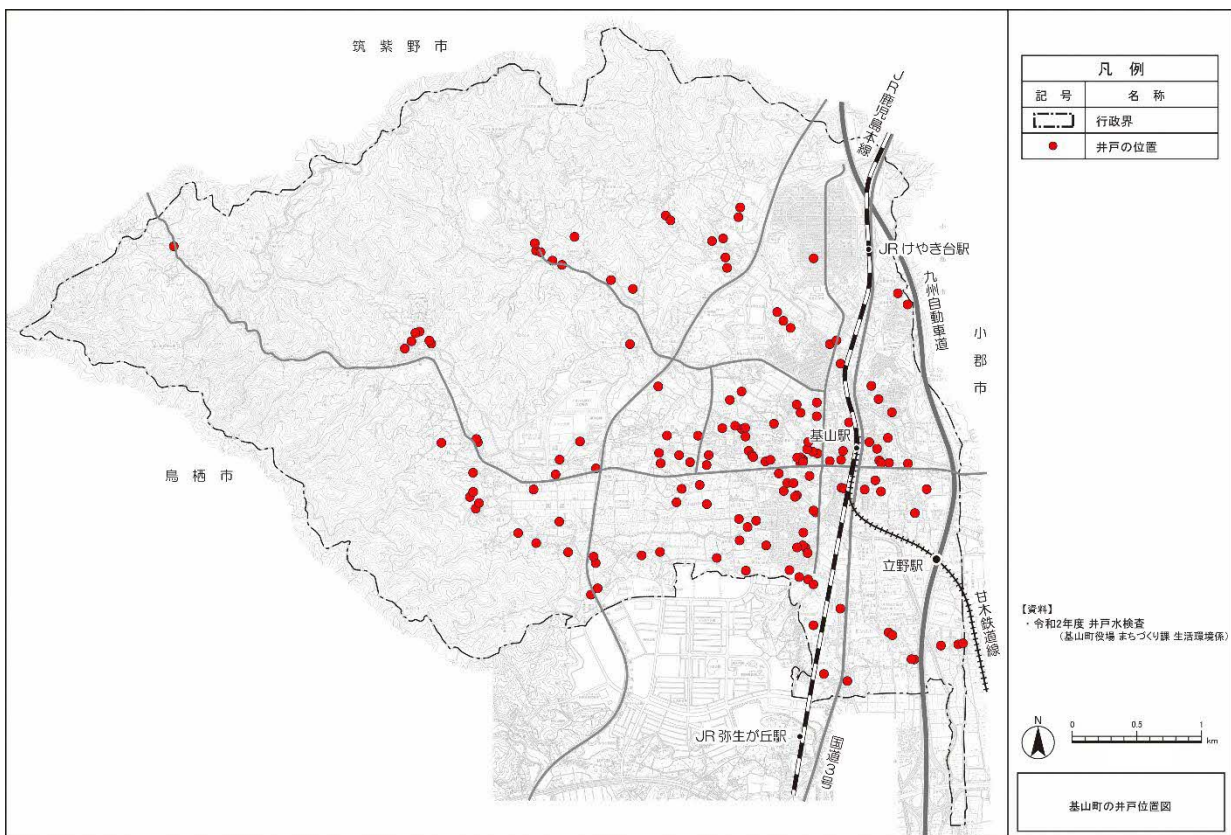 筑紫野市
JR鹿児島本線
JRけやき台駅
九州自動車道
小郡市
基山駅
鳥栖市
立野駅
甘木鉄道線
JR弥生が丘駅
国道3号
凡例
記号 名称
行政界
井戸の位置
【資料】
・令和2年度 井戸水検査
（基山町役場 まちづくり課 生活環境係）
N
0 0.5 1
km
基山町の井戸位置図